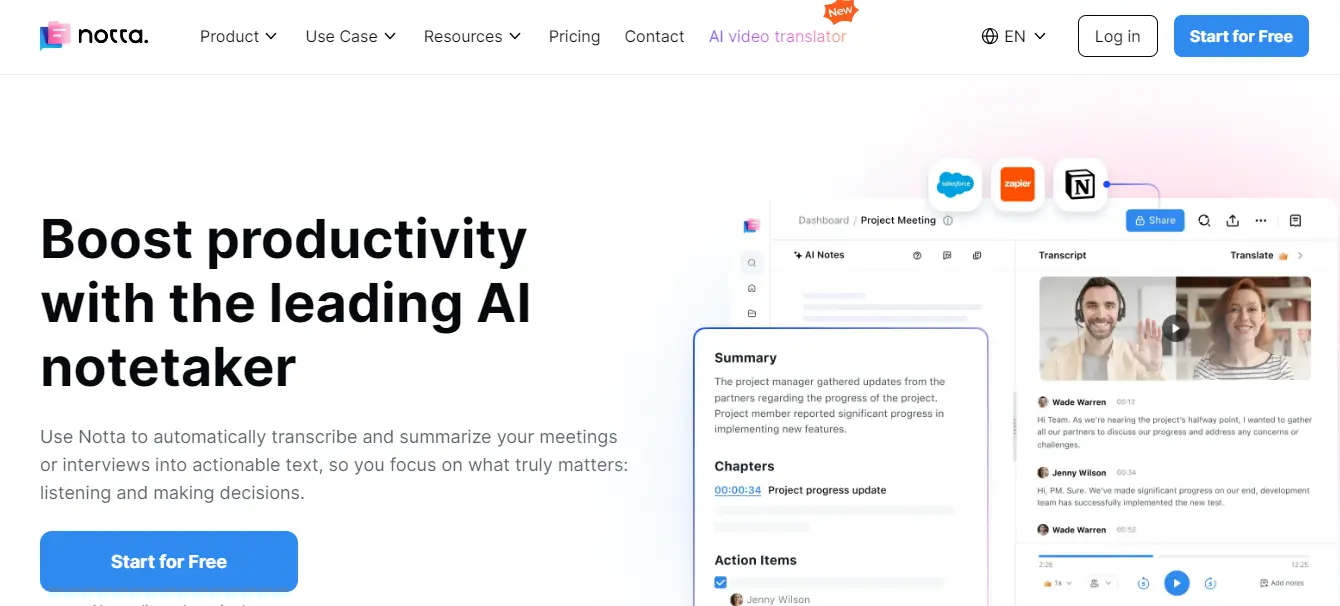 notta.
Product
Use Case
Resources
Pricing
Contact
AI video translator
New
EN
Log in
Start for Free
Boost productivity
with the leading AI
notetaker
Use Notta to automatically transcribe and summarize your meetings
or interviews into actionable text, so you focus on what truly matters:
listening and making decisions.
Start for Free
salesforce
zapier
N
Dashboard / Project Meeting
Share
AI Notes
Summary
The project manager gathered updates from the
partners regarding the progress of the project.
Project member reported significant progress in
implementing new features.
Chapters
00:00:34 Project progress update
Action Items
Jenny Wilson
Transcript
Translate
Wade Warren 00:12
Hi Team. As we're nearing the project's halfway point, I wanted to gather
all our partners to discuss our progress and address any concerns or
challenges.
Jenny Wilson 00:34
Hi, PM. Sure. We've made significant progress on our end, development
team has successfully implemented the new test.
Wade Warren 00:52
2:26
12:25
1x
5
5
Add notes